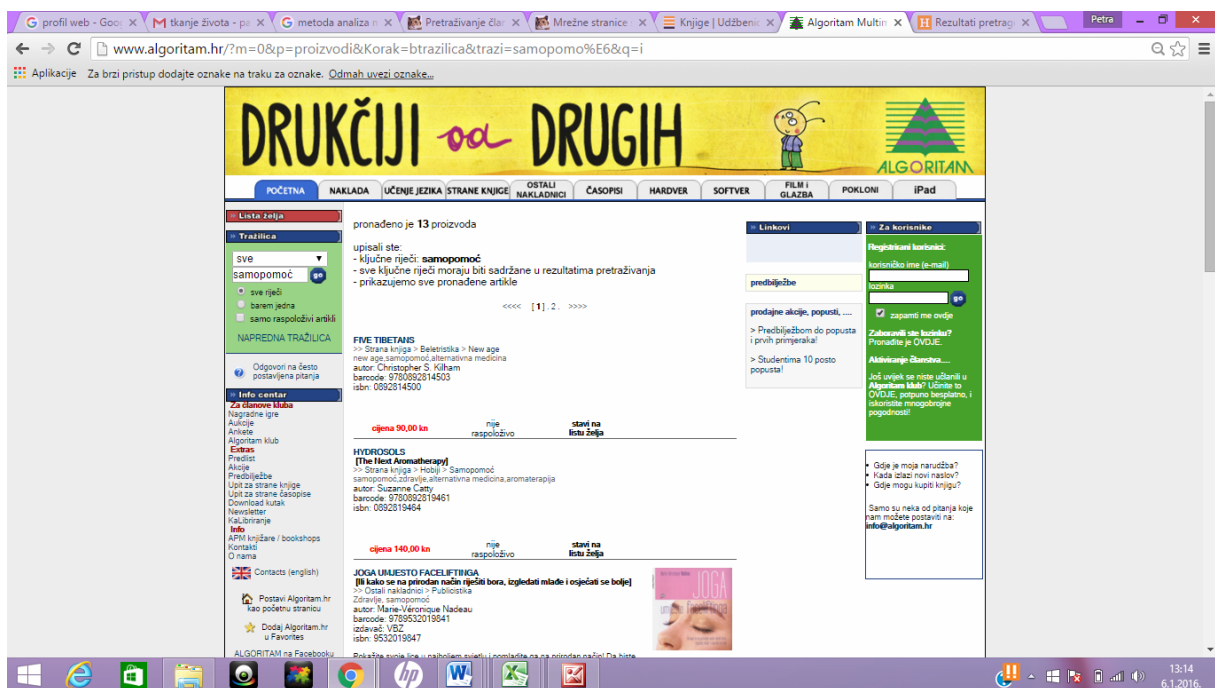 profil web - Goo
tkanje života - pa
metoda analiza n
Pretraživanje član
Mrežne stranice
Knjige | Udžbenic
Algoritam Multim
Rezultati pretrag
Petra
www.algoritam.hr/?m=0&p=proizvodi&Korak=btrazilica&trazi=samopomo%E6&q=i
Aplikacije Za brzi pristup dodajte oznake na traku za oznake. Odmah uvezi oznake...
DRUKČIJI od DRUGIH
ALGORITAM
POČETNA NAKLADA UČENJE JEZIKA STRANE KNJIGE OSTALI NAKLADNICI ČASOPISI HARDVER SOFTVER FILM i GLAZBA POKLONI iPad
» Lista želja
» Tražilica
sve
samopomoć go
sve riječi
barem jedna
samo raspoloživi artikli
NAPREDNA TRAŽILICA
Odgovori na često
postavljena pitanja
» Info centar
Za članove kluba
Nagradne igre
Aukcije
Ankete
Algoritam klub
Extras
Predlist
Akcije
Predbilježbe
Upit za strane knjige
Upit za strane časopise
Download kutak
Newsletter
KaLibriranje
Info
APM knjižare / bookshops
Kontakti
O nama
Contacts (english)
Postavi Algoritam.hr
kao početnu stranicu
Dodaj Algoritam.hr
u Favorites
ALGORITAM na Facebooku
pronađeno je 13 proizvoda
upisali ste:
- ključne riječi: samopomoć
- sve ključne riječi moraju biti sadržane u rezultatima pretraživanja
- prikazujemo sve pronađene artikle
<<<< [1].2. >>>>
FIVE TIBETANS
>> Strana knjiga > Beletristika > New age
new age,samopomoć,alternativna medicina
autor: Christopher S. Kilham
barcode: 9780892814503
isbn: 0892814500
cijena 90,00 kn nije raspoloživo stavi na listu želja
HYDROSOLS
[The Next Aromatherapy]
>> Strana knjiga > Hobiji > Samopomoć
samopomoć,zdravlje,alternativna medicina,aromaterapija
autor: Suzanne Catty
barcode: 9780892819461
isbn: 0892819464
cijena 140,00 kn nije raspoloživo stavi na listu želja
JOGA UMJESTO FACELIFTINGA
[Ili kako se na prirodan način riješiti bora, izgledati mlađe i osjećati se bolje]
>> Ostali nakladnici > Publicistika
Zdravlje, samopomoć
autor: Marie-Véronique Nadeau
barcode: 9789532019841
izdavač: VBZ
isbn: 9532019847
Pokažite svoje lice u najboljem svjetlu i pomladite ga na prirodan način! Da biste
JOGA
» Linkovi
predbilježbe
prodajne akcije, popusti, ....
> Predbilježbom do popusta
i prvih primjeraka!
> Studentima 10 posto
popusta!
» Za korisnike
Registrirani korisnici:
korisničko ime (e-mail)
lozinka
go
zapamti me ovdje
Zaboravili ste lozinku?
Pronađite je OVDJE.
Aktiviranje članstva....
Još uvijek se niste učlanili u
Algoritam klub? Učinite to
OVDJE, potpuno besplatno, i
iskoristite mnogobrojne
pogodnosti!
• Gdje je moja narudžba?
• Kada izlazi novi naslov?
• Gdje mogu kupiti knjigu?
Samo su neka od pitanja koje
nam možete postaviti na:
info@algoritam.hr
13:14
6.1.2016.